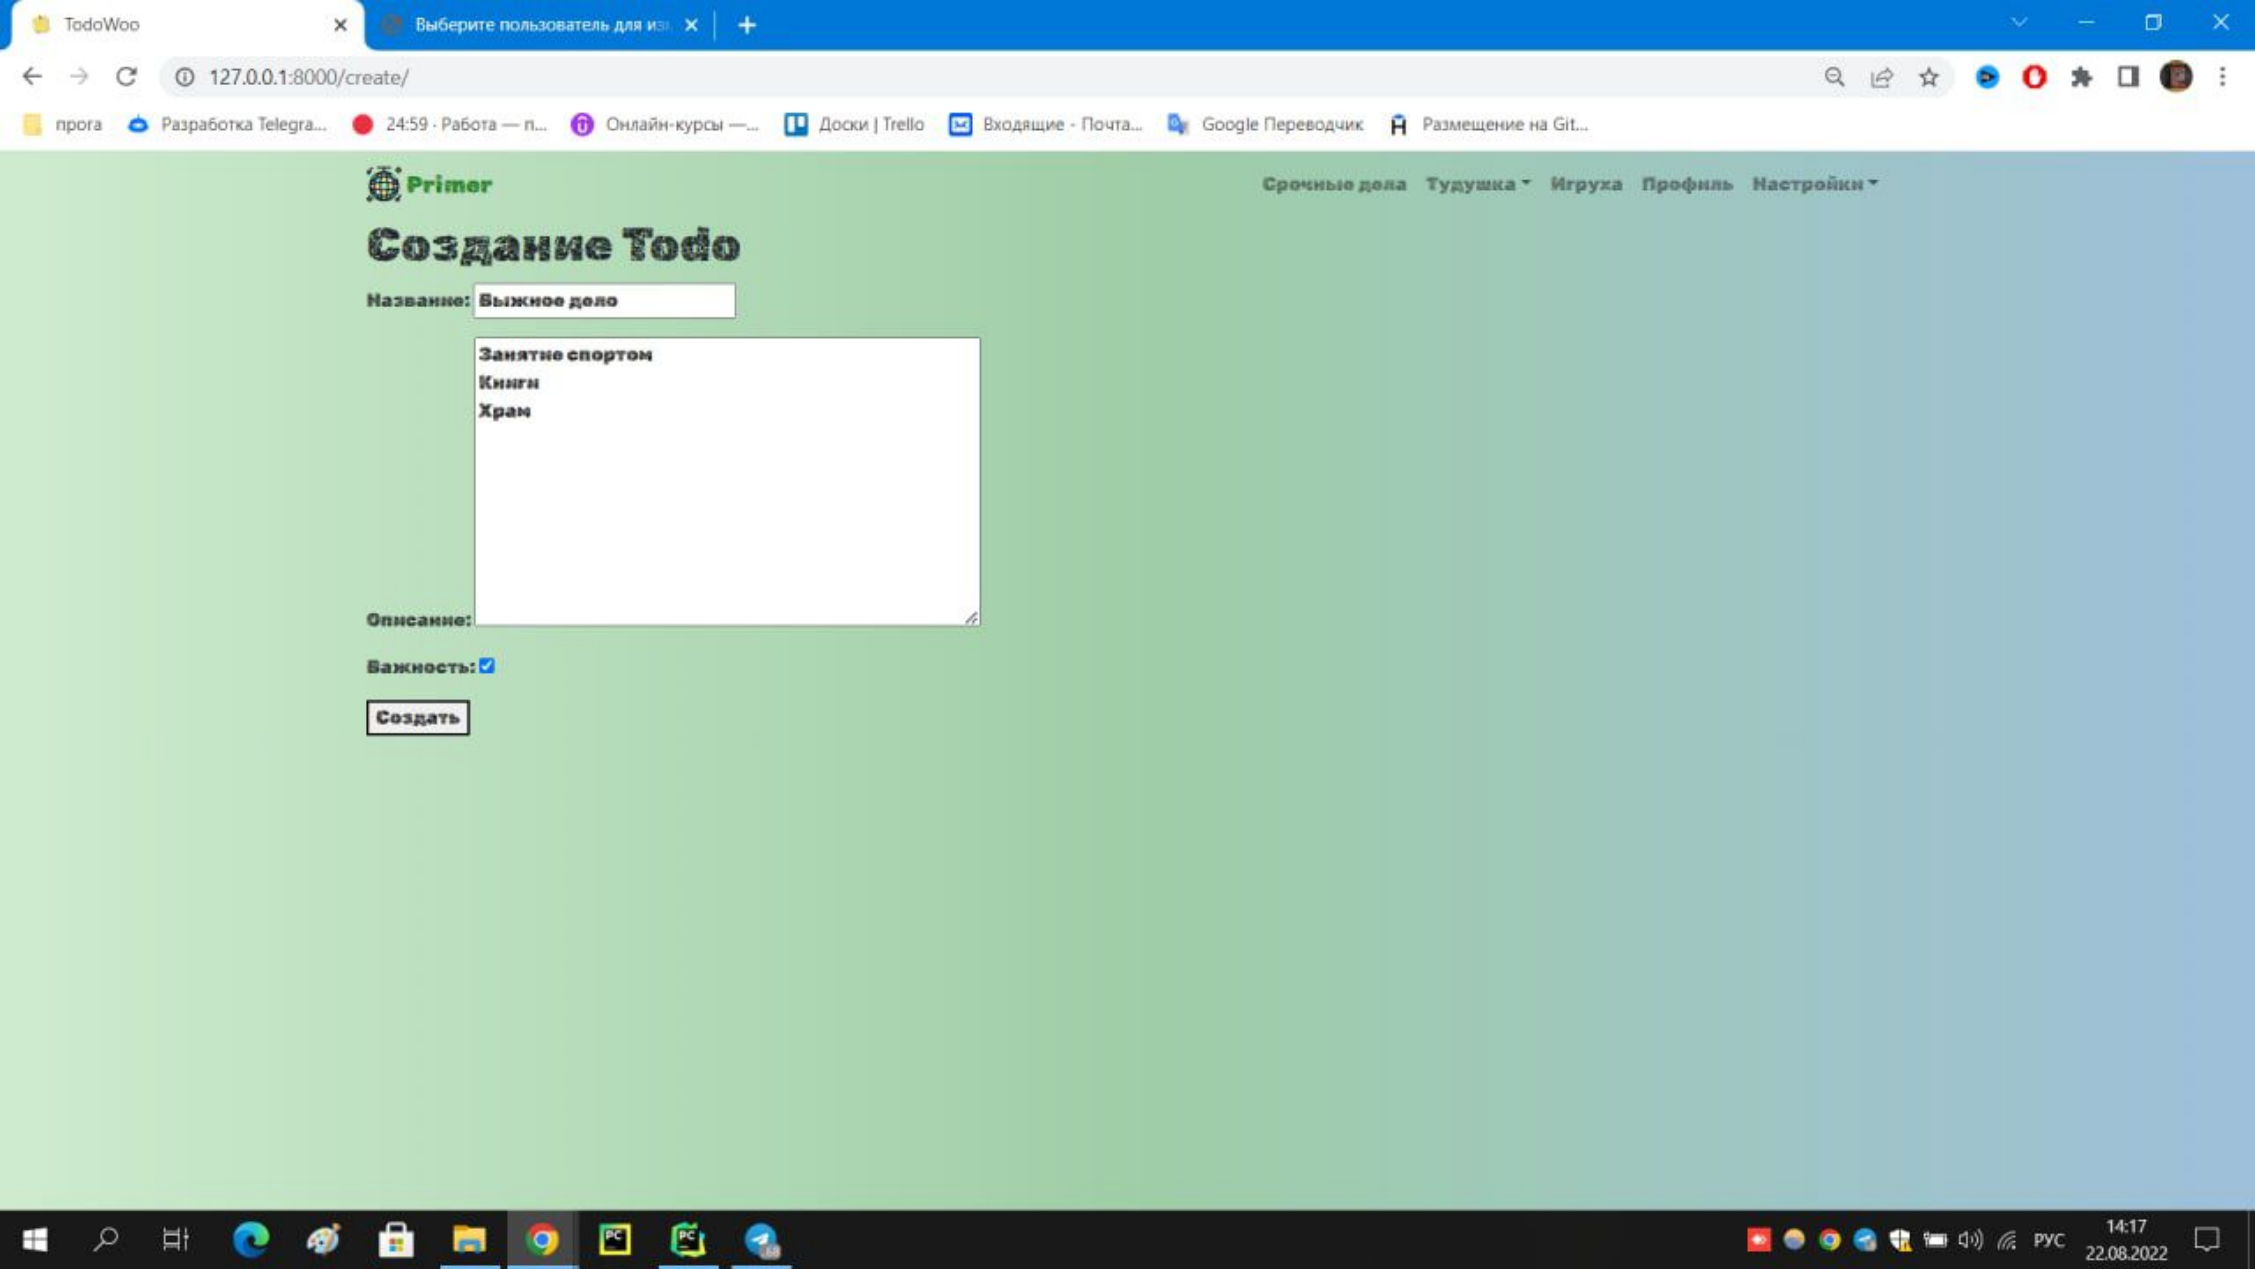 TodoWoo
Выберите пользователь для из
127.0.0.1:8000/create/
прога
Разработка Telegra...
24:59 · Работа — п...
Онлайн-курсы —...
Доски | Trello
Входящие - Почта...
Google Переводчик
Размещение на Git...
Primer
Срочные дела Тудушка Игруха Профиль Настройки
Создание Todo
Название: Выжное дело
Занятие спортом
Книги
Храм
Описание:
Важность:
Создать
РУС
14:17
22.08.2022